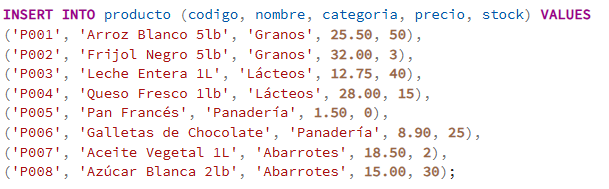 INSERT INTO producto (codigo, nombre, categoria, precio, stock) VALUES
('P001', 'Arroz Blanco 5lb', 'Granos', 25.50, 50),
('P002', 'Frijol Negro 5lb', 'Granos', 32.00, 3),
('P003', 'Leche Entera 1L', 'Lácteos', 12.75, 40),
('P004', 'Queso Fresco 1lb', 'Lácteos', 28.00, 15),
('P005', 'Pan Francés', 'Panadería', 1.50, 0),
('P006', 'Galletas de Chocolate', 'Panadería', 8.90, 25),
('P007', 'Aceite Vegetal 1L', 'Abarrotes', 18.50, 2),
('P008', 'Azúcar Blanca 2lb', 'Abarrotes', 15.00, 30);